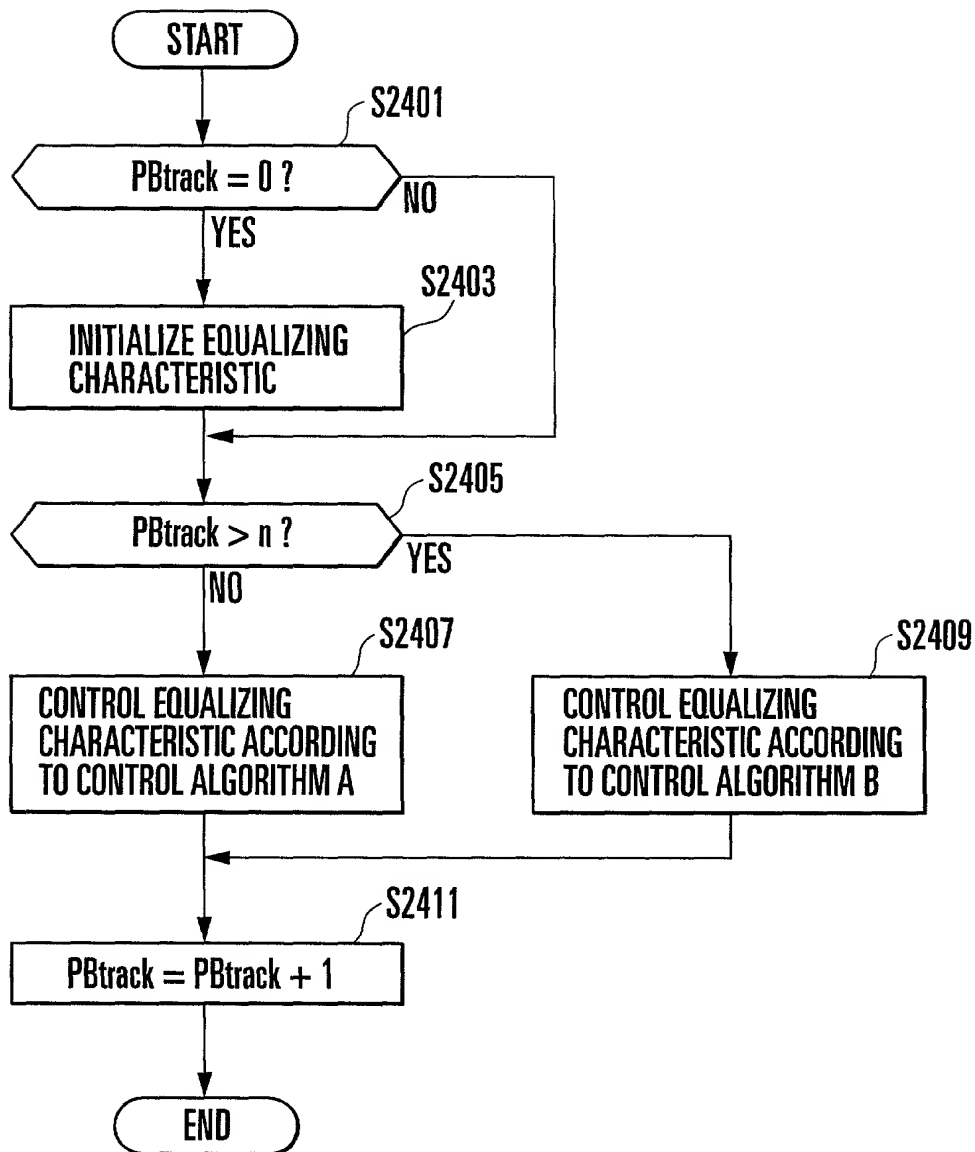 START
S2401
PBtrack = 0 ?
NO
YES
S2403
INITIALIZE EQUALIZING
CHARACTERISTIC
S2405
PBtrack > n ?
YES
NO
S2407
S2409
CONTROL EQUALIZING
CHARACTERISTIC ACCORDING
TO CONTROL ALGORITHM A
CONTROL EQUALIZING
CHARACTERISTIC ACCORDING
TO CONTROL ALGORITHM B
S2411
PBtrack = PBtrack + 1
END